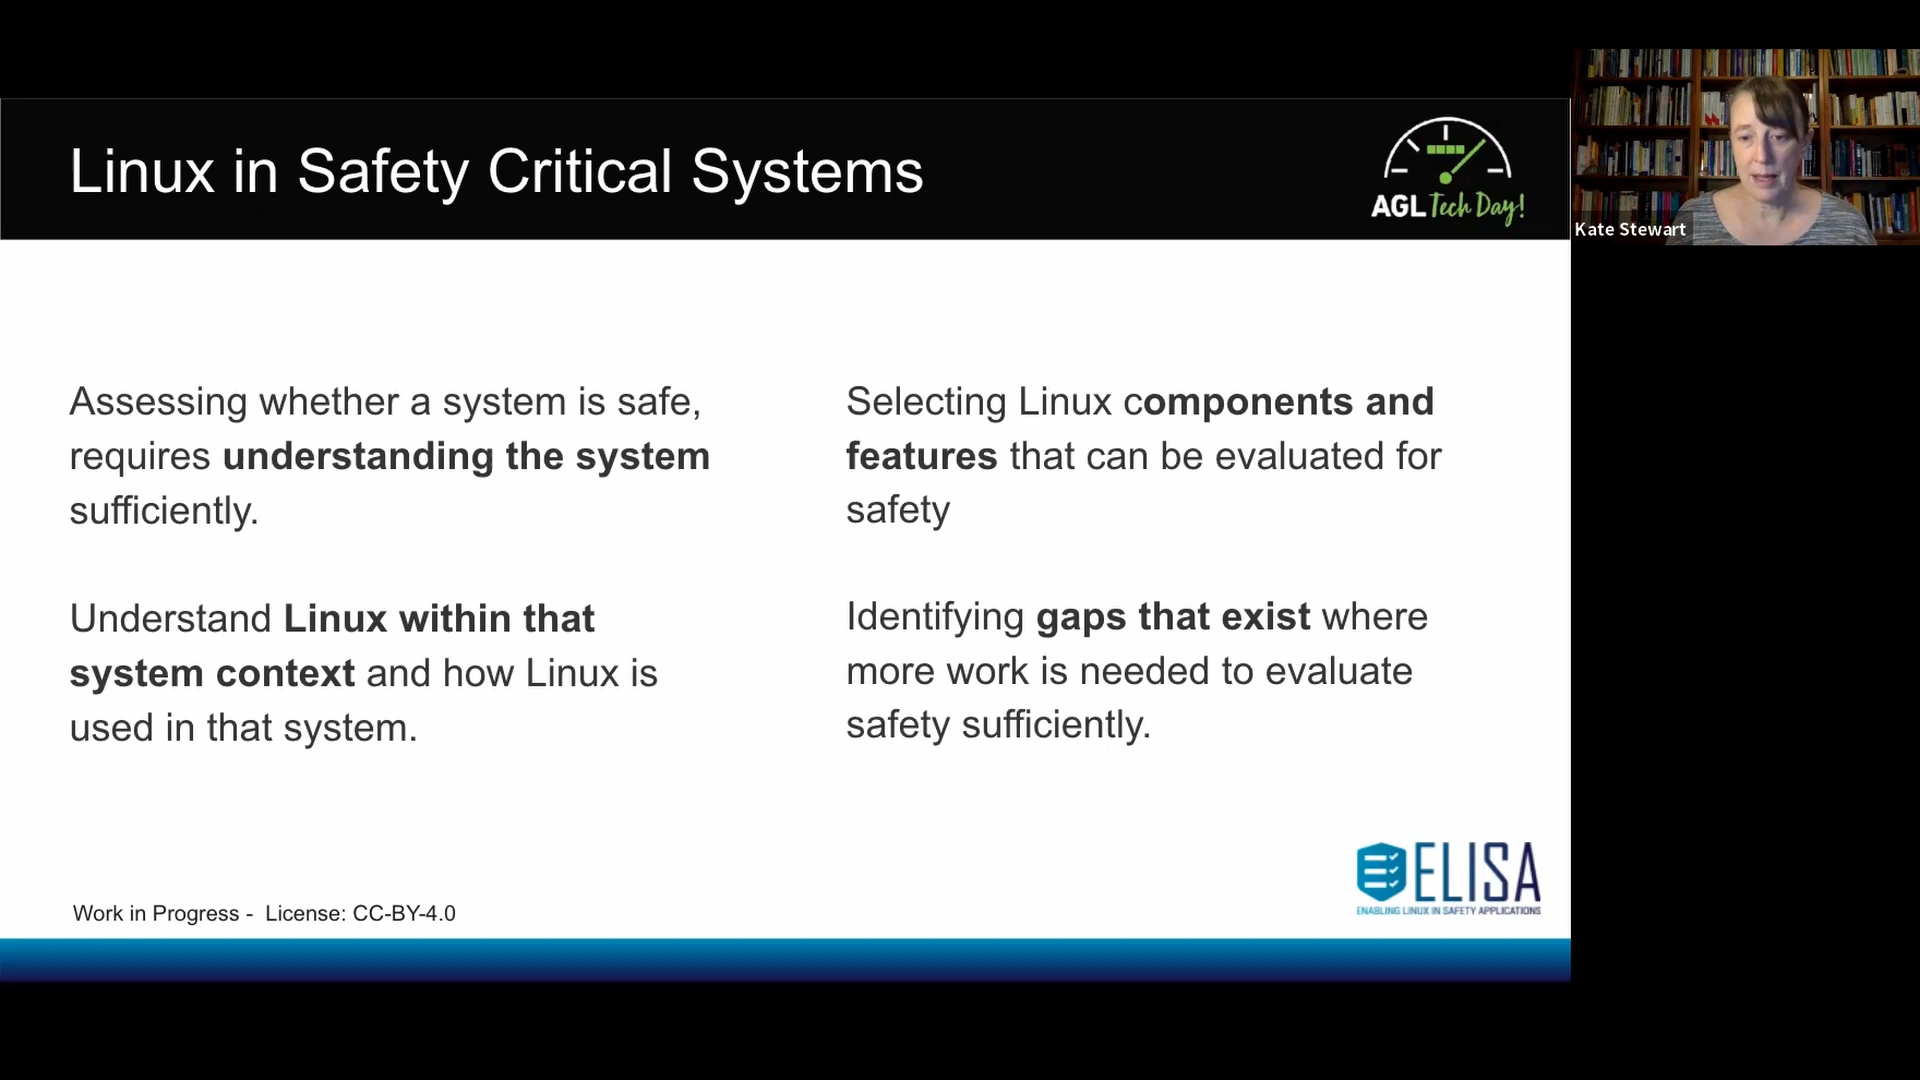 Linux in Safety Critical Systems
AGL Tech Day!
Kate Stewart
Assessing whether a system is safe,
requires understanding the system
sufficiently.
Understand Linux within that
system context and how Linux is
used in that system.
Selecting Linux components and
features that can be evaluated for
safety
Identifying gaps that exist where
more work is needed to evaluate
safety sufficiently.
ELISA
ENABLING LINUX IN SAFETY APPLICATIONS
Work in Progress - License: CC-BY-4.0